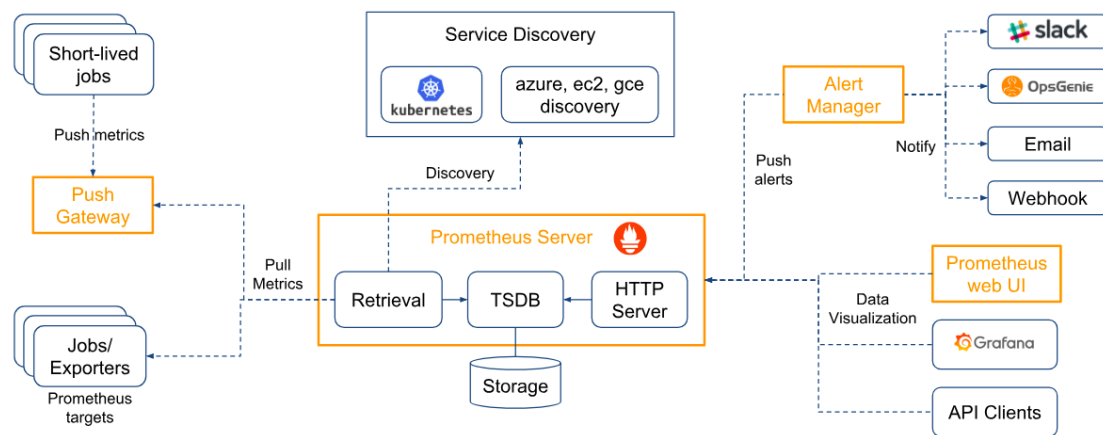 Short-lived
jobs
Push metrics
Push
Gateway
Pull
Metrics
Jobs/
Exporters
Prometheus
targets
Service Discovery
kubernetes
azure, ec2, gce
discovery
Discovery
Prometheus Server
Retrieval
TSDB
HTTP
Server
Storage
Push
alerts
Alert
Manager
Notify
slack
OpsGenie
Email
Webhook
Prometheus
web UI
Data
Visualization
Grafana
API Clients